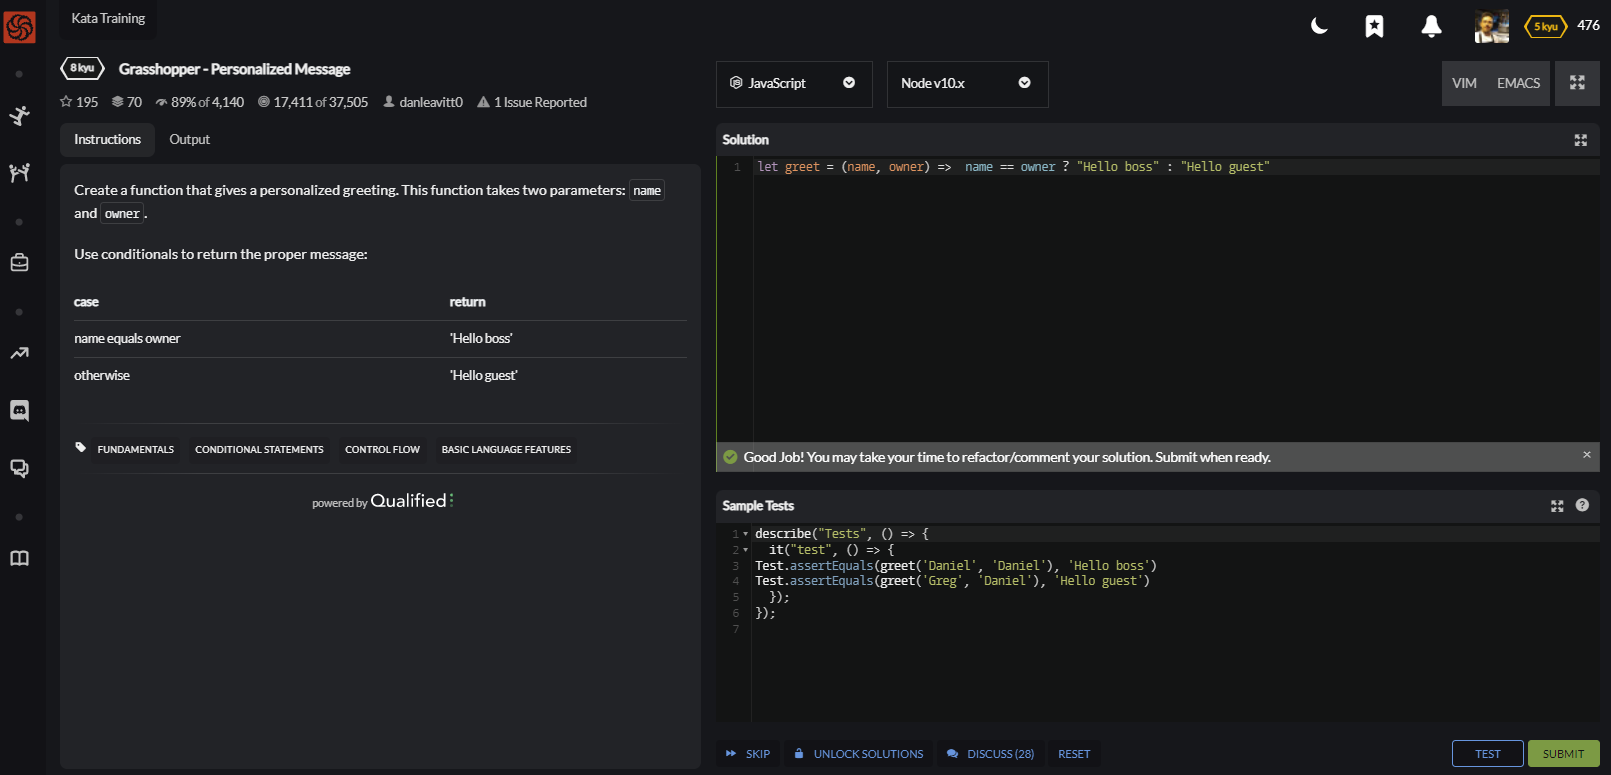 Kata Training
5 kyu 476
8 kyu Grasshopper - Personalized Message
195 70 89% of 4,140 17,411 of 37,505 danleavitt0 1 Issue Reported
Instructions Output
Create a function that gives a personalized greeting. This function takes two parameters: name
and owner.
Use conditionals to return the proper message:
case return
name equals owner 'Hello boss'
otherwise 'Hello guest'
FUNDAMENTALS CONDITIONAL STATEMENTS CONTROL FLOW BASIC LANGUAGE FEATURES
powered by Qualified
JavaScript Node v10.x VIM EMACS
Solution
1 let greet = (name, owner) =>  name == owner ? "Hello boss" : "Hello guest"
Good Job! You may take your time to refactor/comment your solution. Submit when ready. ×
Sample Tests ?
1 describe("Tests", () => {
2   it("test", () => {
3 Test.assertEquals(greet('Daniel', 'Daniel'), 'Hello boss')
4 Test.assertEquals(greet('Greg', 'Daniel'), 'Hello guest')
5   });
6 });
7
SKIP UNLOCK SOLUTIONS DISCUSS (28) RESET TEST SUBMIT